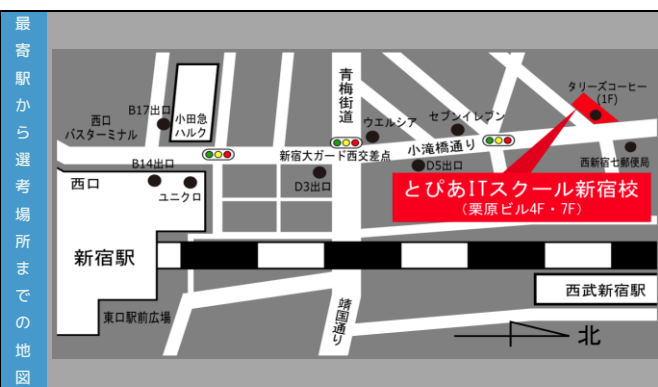 最寄駅から選考場所までの地図
青梅街道
タリーズコーヒー
(1F)
B17出口
小田急
ハルク
西口
バスターミナル
ウエルシア
セブンイレブン
新宿大ガード西交差点
小滝橋通り
西新宿七郵便局
B14出口
西口
ユニクロ
D3出口
D5出口
とぴあITスクール新宿校
(栗原ビル4F・7F)
新宿駅
西武新宿駅
東口駅前広場
靖国通り
北